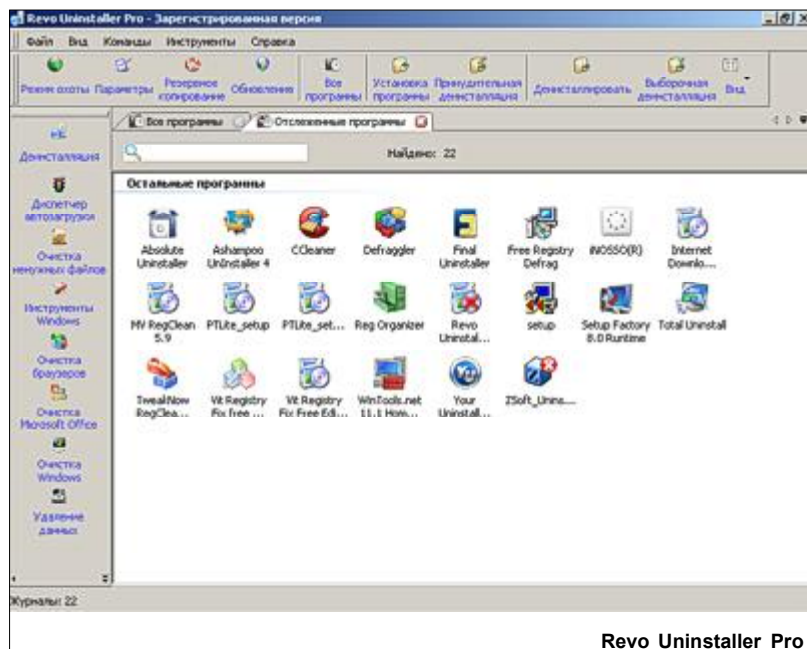 Revo Uninstaller Pro - Зарегистрированная версия
Файл Вид Команды Инструменты Справка
Режим охоты Параметры Резервное копирование Обновление Все программы Установка программы Принудительная деинсталляция Деинсталлировать Выборочная деинсталляция Вид
Все программы Отслеженные программы
Найдено: 22
Деинсталляция
Диспетчер автозагрузки
Очистка ненужных файлов
Инструменты Windows
Очистка браузеров
Очистка Microsoft Office
Очистка Windows
Удаление данных
Остальные программы
Absolute Uninstaller
Ashampoo UnInstaller 4
CCleaner
Defraggler
Final Uninstaller
Free Registry Defrag
iNOSSO(R)
Internet Downlo...
MV RegClean 5.9
PTLite_setup
PTLite_set...
Reg Organizer
Revo Uninstal...
setup
Setup Factory 8.0 Runtime
Total Uninstall
TweakNow RegClea...
Vit Registry Fix free ...
Vit Registry Fix Free Edi...
WinTools.net 11.1 Hom...
Your Uninstall...
ZSoft_Unins...
Журналы: 22
Revo Uninstaller Pro